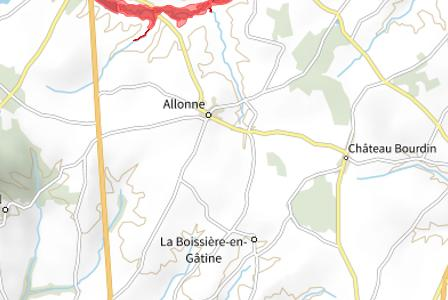 Allonne
Château Bourdin
La Boissière-en-
Gâtine